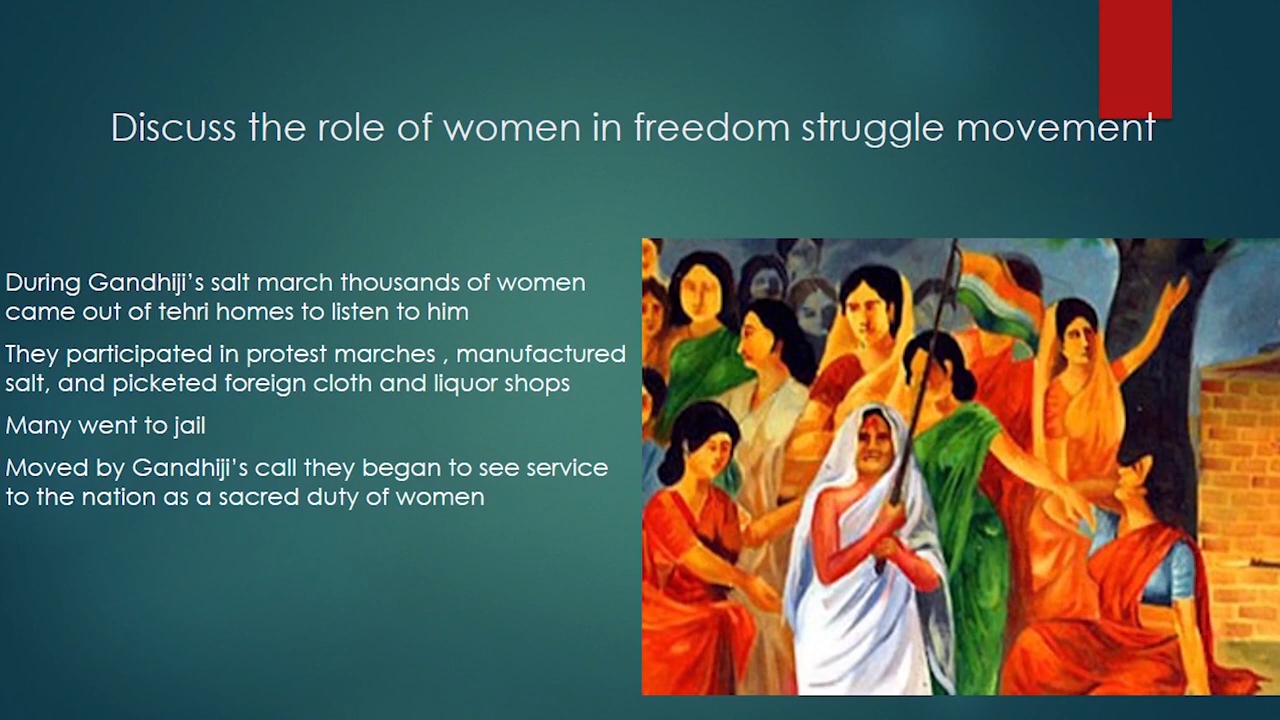 Discuss the role of women in freedom struggle movement
During Gandhiji’s salt march thousands of women
came out of tehri homes to listen to him
They participated in protest marches , manufactured
salt, and picketed foreign cloth and liquor shops
Many went to jail
Moved by Gandhiji’s call they began to see service
to the nation as a sacred duty of women